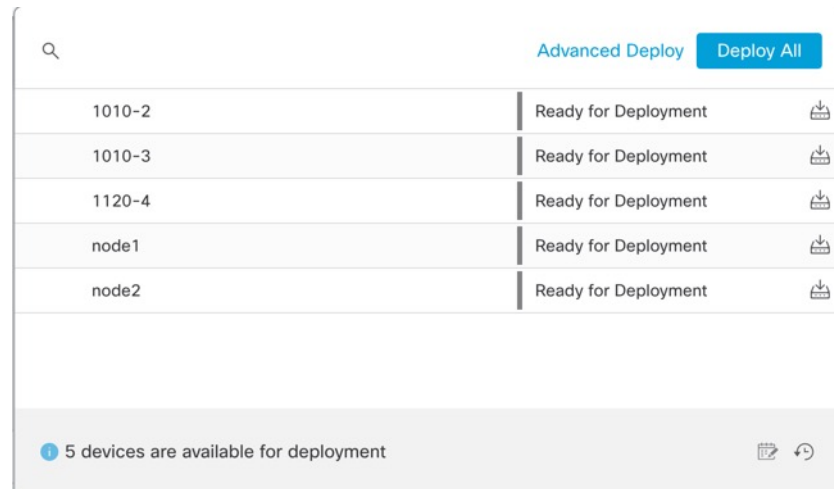 Advanced Deploy Deploy All
1010-2 Ready for Deployment
1010-3 Ready for Deployment
1120-4 Ready for Deployment
node1 Ready for Deployment
node2 Ready for Deployment
5 devices are available for deployment